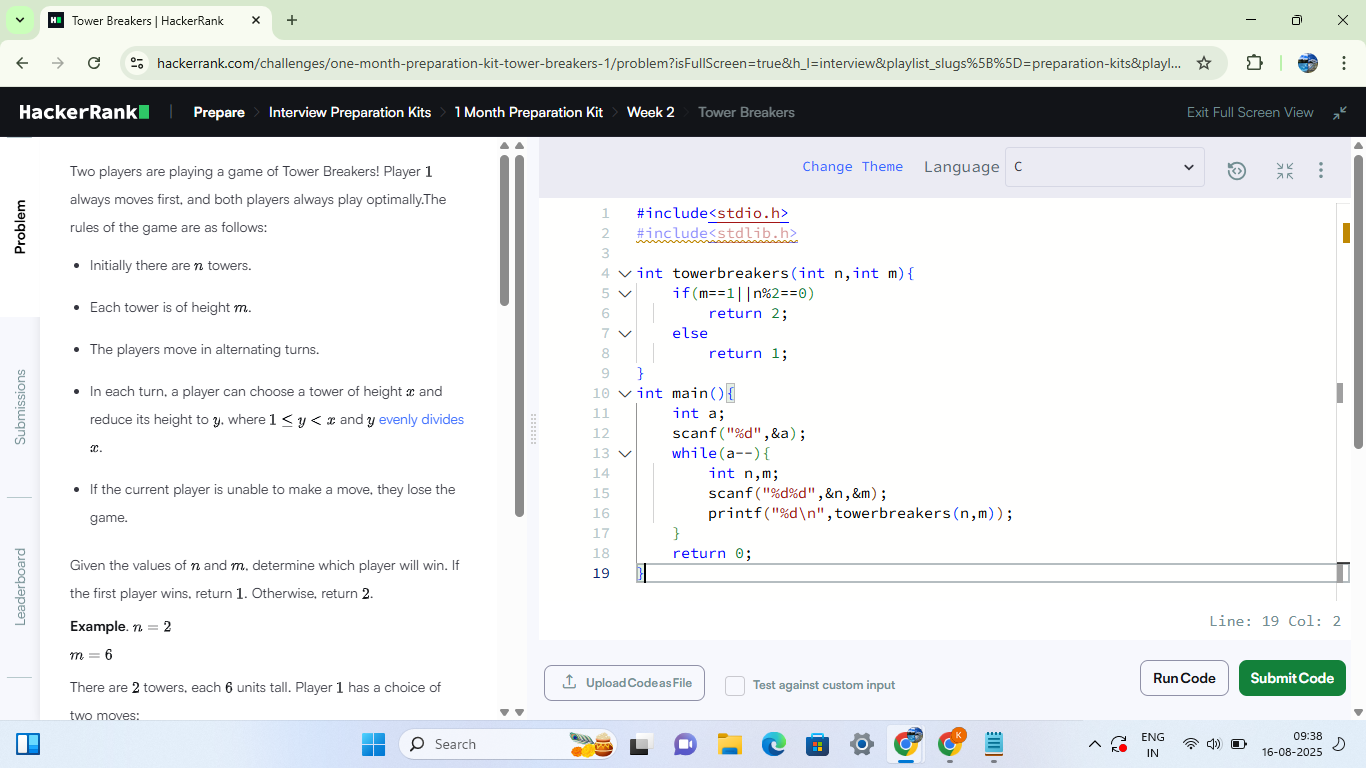 Tower Breakers | HackerRank
hackerrank.com/challenges/one-month-preparation-kit-tower-breakers-1/problem?isFullScreen=true&h_l=interview&playlist_slugs%5B%5D=preparation-kits&playl...
HackerRank
Prepare
Interview Preparation Kits
1 Month Preparation Kit
Week 2
Tower Breakers
Exit Full Screen View
Problem
Submissions
Leaderboard
Two players are playing a game of Tower Breakers! Player 1
always moves first, and both players always play optimally.The
rules of the game are as follows:
• Initially there are n towers.
• Each tower is of height m.
• The players move in alternating turns.
• In each turn, a player can choose a tower of height x and
reduce its height to y, where 1 ≤ y < x and y evenly divides
x.
• If the current player is unable to make a move, they lose the
game.
Given the values of n and m, determine which player will win. If
the first player wins, return 1. Otherwise, return 2.
Example. n = 2
m = 6
There are 2 towers, each 6 units tall. Player 1 has a choice of
two moves:
Change Theme
Language
C
1 #include<stdio.h>
2 #include<stdlib.h>
3
4 int towerbreakers(int n,int m){
5 if(m==1||n%2==0)
6 return 2;
7 else
8 return 1;
9 }
10 int main(){
11 int a;
12 scanf("%d",&a);
13 while(a--){
14 int n,m;
15 scanf("%d%d",&n,&m);
16 printf("%d\n",towerbreakers(n,m));
17 }
18 return 0;
19 }
Line: 19 Col: 2
Upload Code as File
Test against custom input
Run Code
Submit Code
Search
K
ENG
IN
09:38
16-08-2025